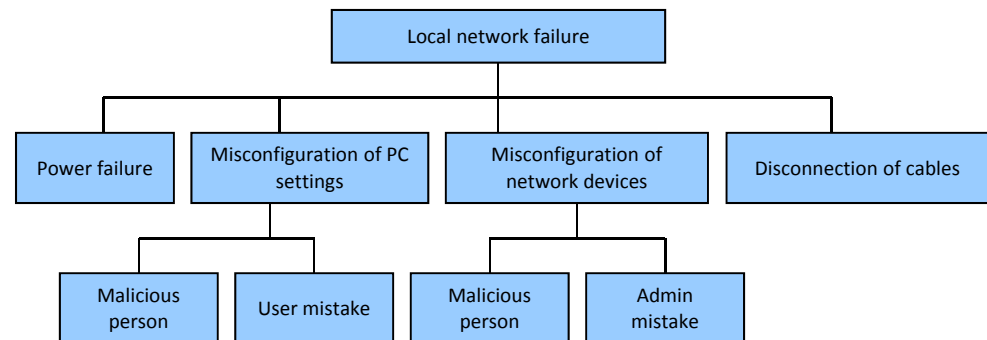 Local network failure
Power failure
Misconfiguration of PC
settings
Misconfiguration of
network devices
Disconnection of cables
Malicious
person
User mistake
Malicious
person
Admin
mistake